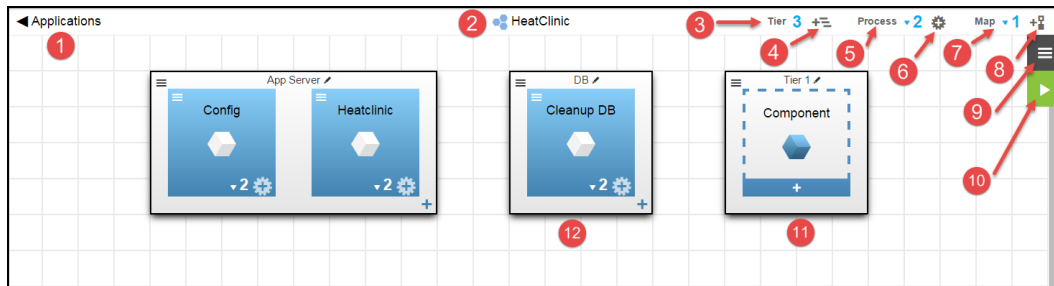 ◀ Applications
2
HeatClinic
3
Tier 3
Process 2
Map 1
1
4
5
6
7
8
9
10
App Server
Config
2
Heatclinic
2
+
DB
Cleanup DB
2
+
Tier 1
Component
+
12
11